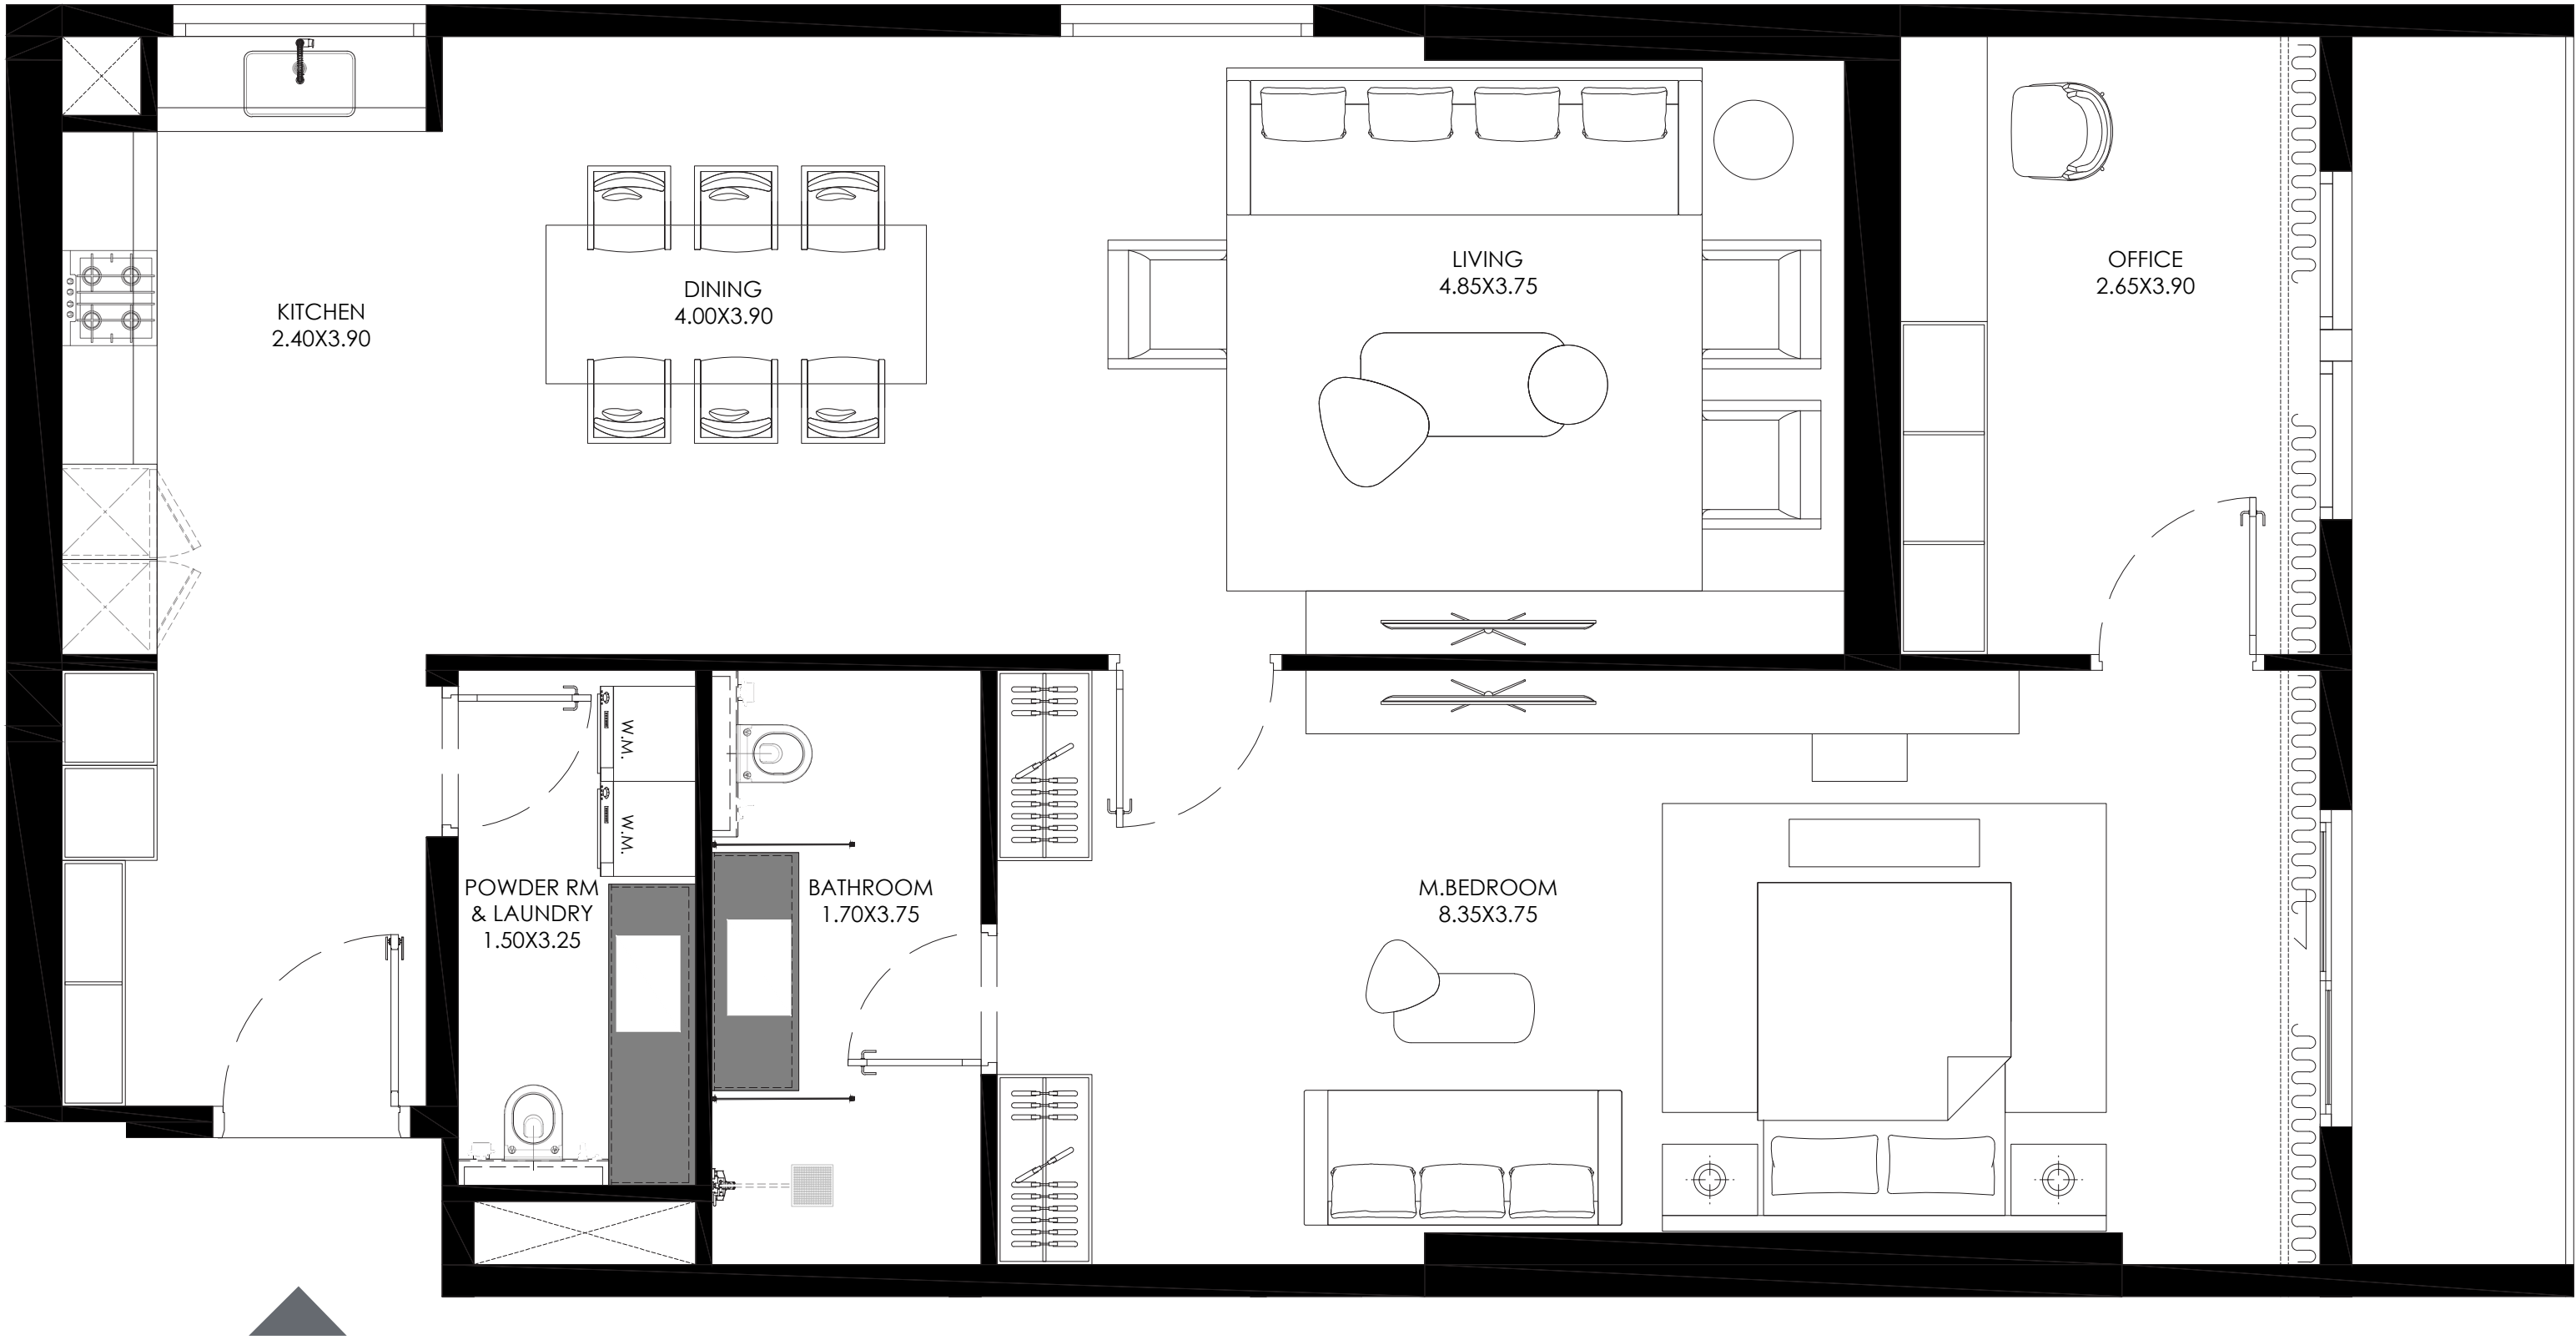 KITCHEN
2.40X3.90
DINING
4.00X3.90
LIVING
4.85X3.75
OFFICE
2.65X3.90
W.M.
W.M.
POWDER RM
& LAUNDRY
1.50X3.25
BATHROOM
1.70X3.75
M.BEDROOM
8.35X3.75